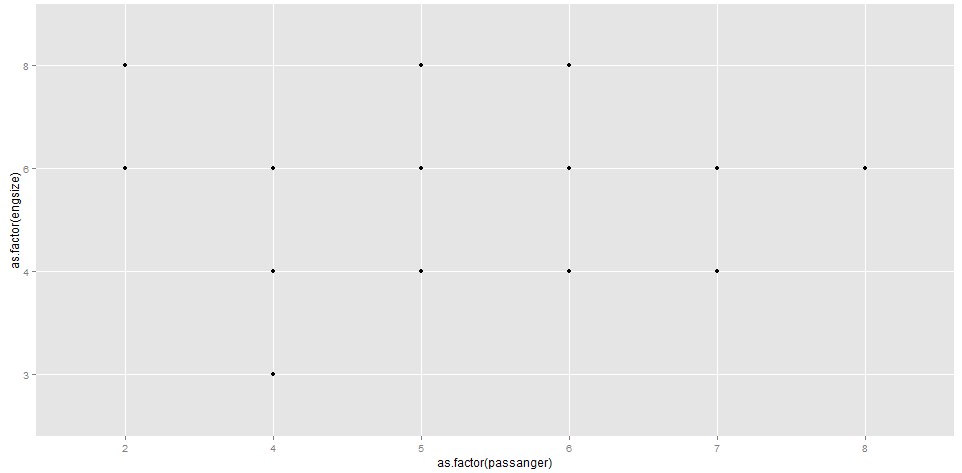 8
6
4
3
as.factor(engsize)
2 4 5 6 7 8
as.factor(passanger)